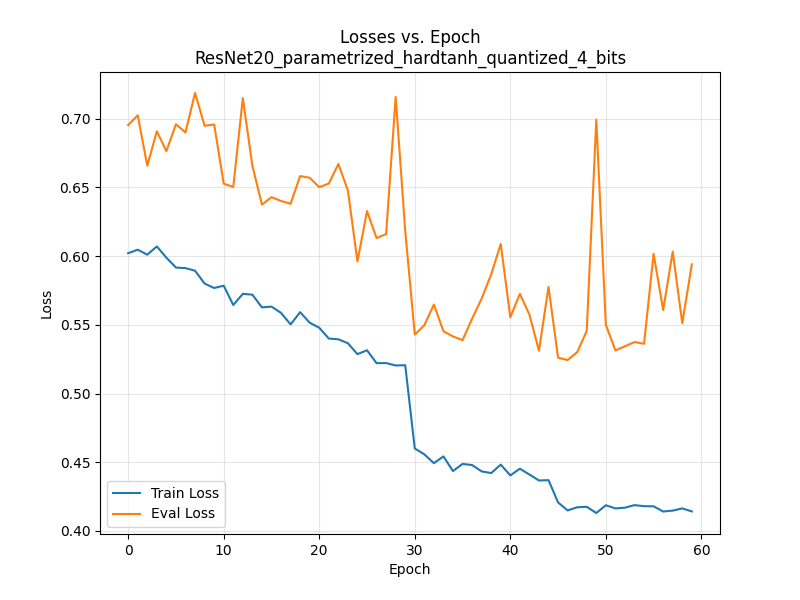 Losses vs. Epoch
ResNet20_parametrized_hardtanh_quantized_4_bits
Loss
0.70
0.65
0.60
0.55
0.50
0.45
0.40
Train Loss
Eval Loss
0 10 20 30 40 50 60
Epoch